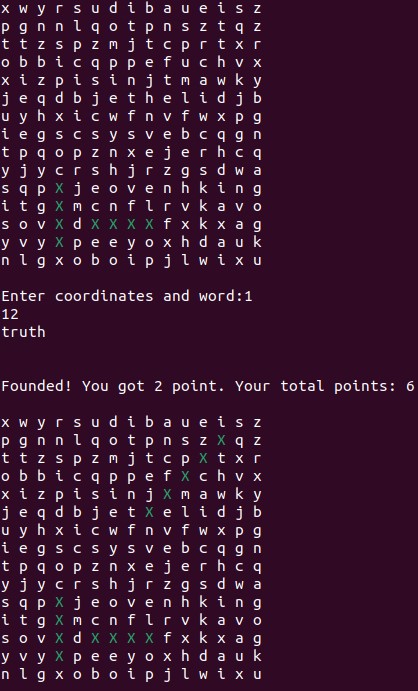 x w y r s u d i b a u e i s z
p g n n l q o t p n s z t q z
t t z s p z m j t c p r t x r
o b b i c q p p e f u c h v x
x i z p i s i n j t m a w k y
j e q d b j e t h e l i d j b
u y h x i c w f n v f w x p g
i e g s c s y s v e b c q g n
t p q o p z n x e j e r h c q
y j y c r s h j r z g s d w a
s q p X j e o v e n h k i n g
i t g X m c n f l r v k a v o
s o v X d X X X X f x k x a g
y v y X p e e y o x h d a u k
n l g x o b o i p j l w i x u
Enter coordinates and word:1
12
truth
Founded! You got 2 point. Your total points: 6
x w y r s u d i b a u e i s z
p g n n l q o t p n s z X q z
t t z s p z m j t c p X t x r
o b b i c q p p e f X c h v x
x i z p i s i n j X m a w k y
j e q d b j e t X e l i d j b
u y h x i c w f n v f w x p g
i e g s c s y s v e b c q g n
t p q o p z n x e j e r h c q
y j y c r s h j r z g s d w a
s q p X j e o v e n h k i n g
i t g X m c n f l r v k a v o
s o v X d X X X X f x k x a g
y v y X p e e y o x h d a u k
n l g x o b o i p j l w i x u